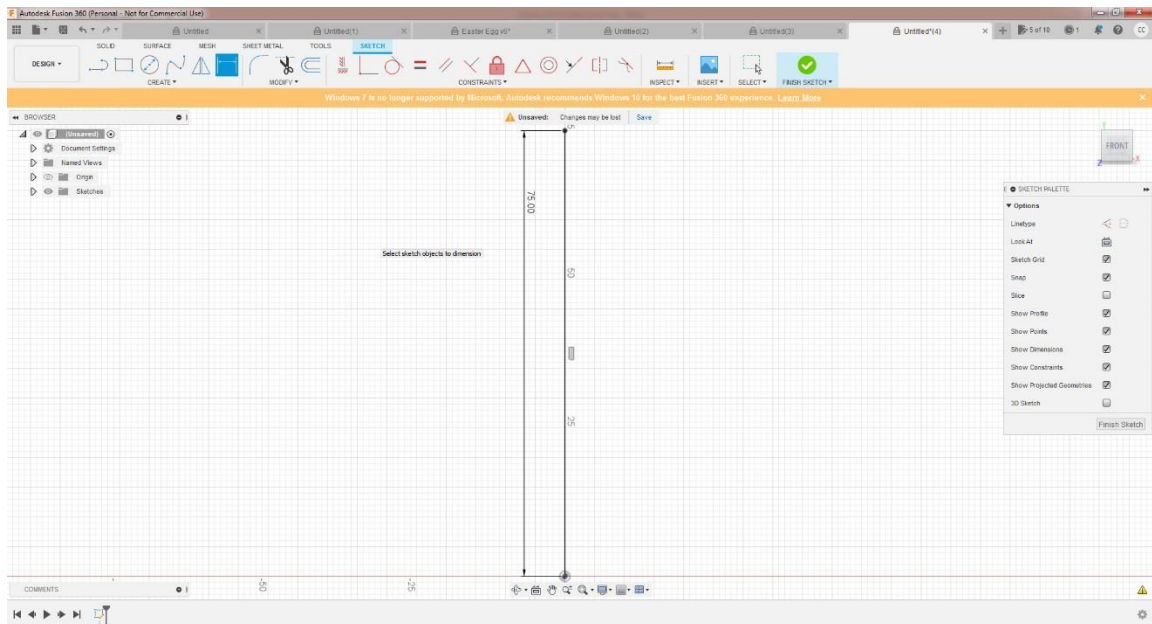 Autodesk Fusion 360 (Personal - Not for Commercial Use)
Untitled Untitled(1) Easter Egg v6* Untitled(2) Untitled(3) Untitled*(4) 5 of 10 1 CC
SOLID SURFACE MESH SHEET METAL TOOLS SKETCH
DESIGN
CREATE MODIFY CONSTRAINTS INSPECT INSERT SELECT FINISH SKETCH
Windows 7 is no longer supported by Microsoft. Autodesk recommends Windows 10 for the best Fusion 360 experience. Learn More
BROWSER
Unsaved: Changes may be lost Save
(Unsaved)
Document Settings
Named Views
Origin
Sketches
FRONT
Y
Z
X
75.00
Select sketch objects to dimension
50
25
SKETCH PALETTE
Options
Linetype
Look At
Sketch Grid
Snap
Slice
Show Profile
Show Points
Show Dimensions
Show Constraints
Show Projected Geometries
3D Sketch
Finish Sketch
-50
-25
COMMENTS